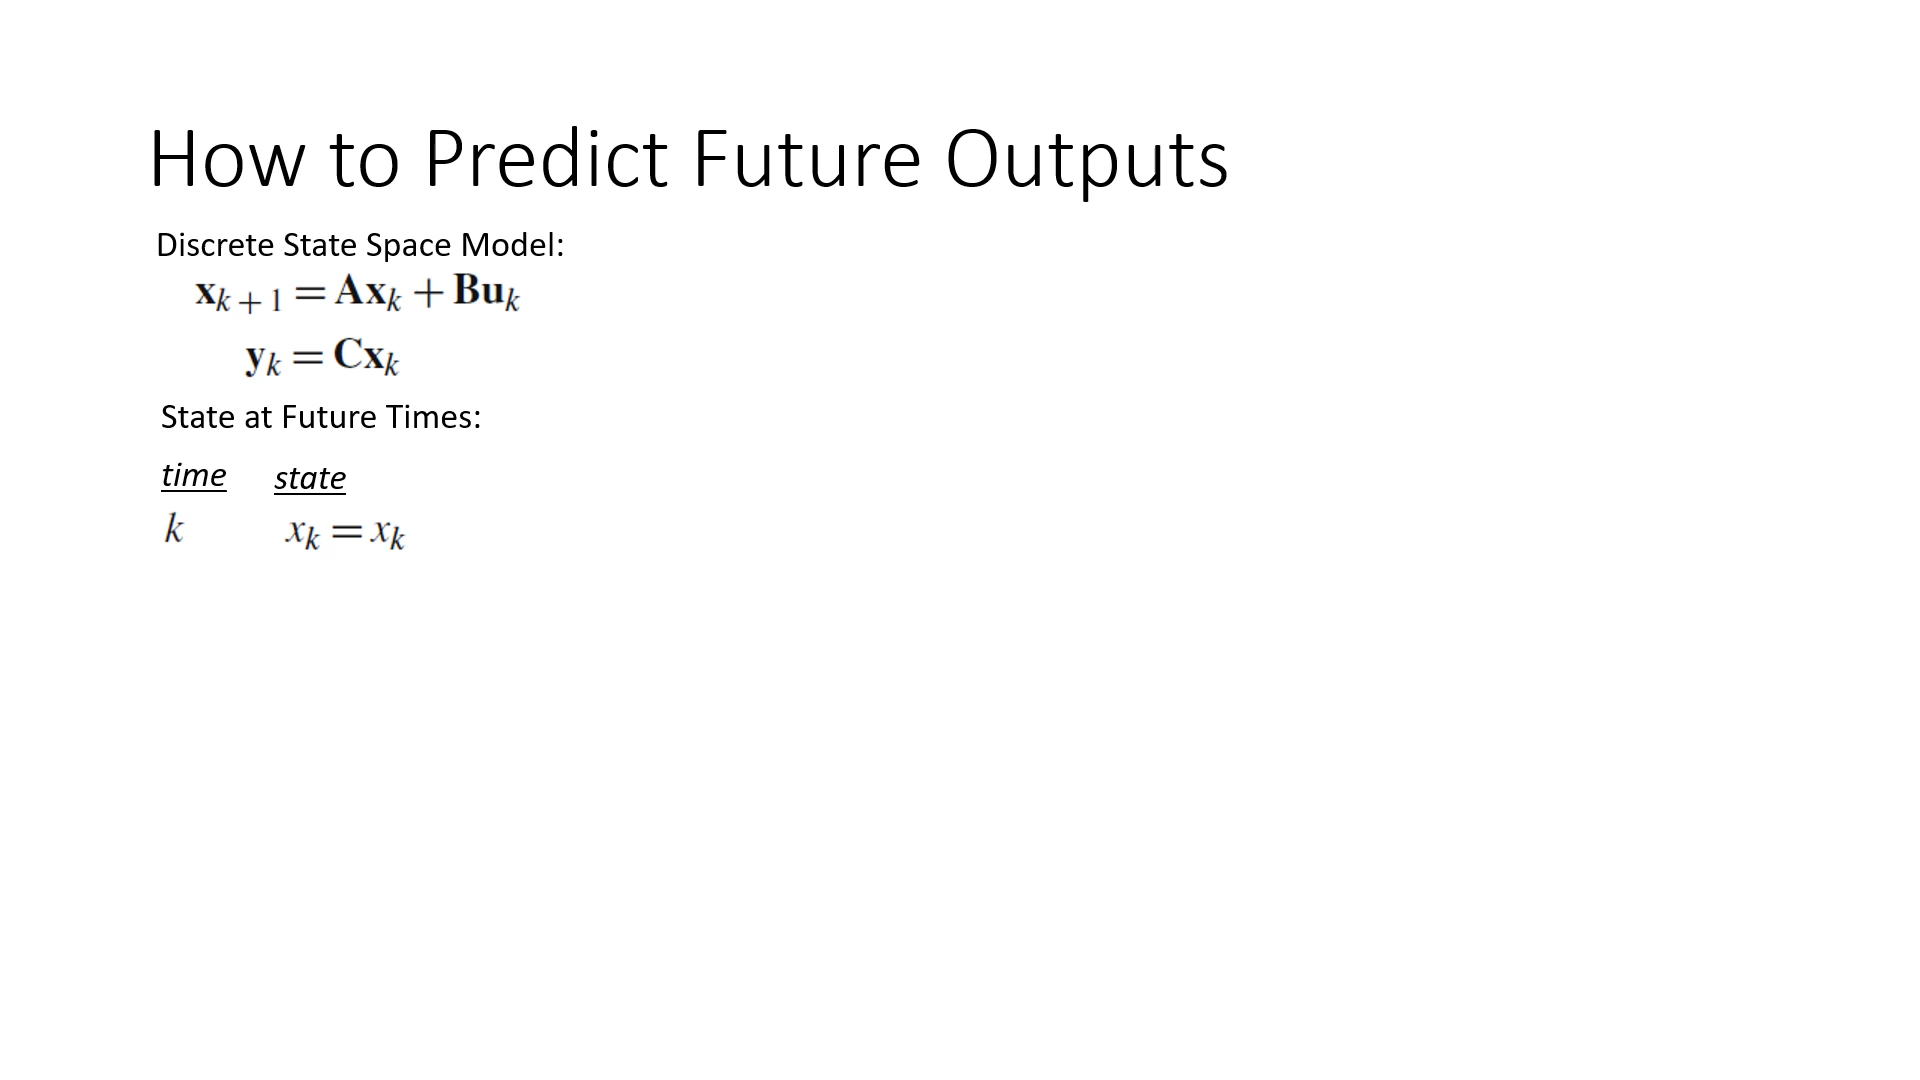 How to Predict Future Outputs
Discrete State Space Model:
𝐱ₖ₊₁ = 𝐀𝐱ₖ + 𝐁𝐮ₖ
𝐲ₖ = 𝐂𝐱ₖ
State at Future Times:
time state
k xₖ = xₖ